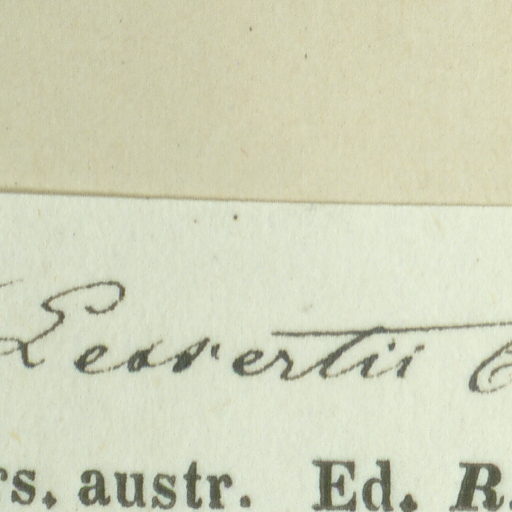 Lessertii C
rs. austr. Ed. R.